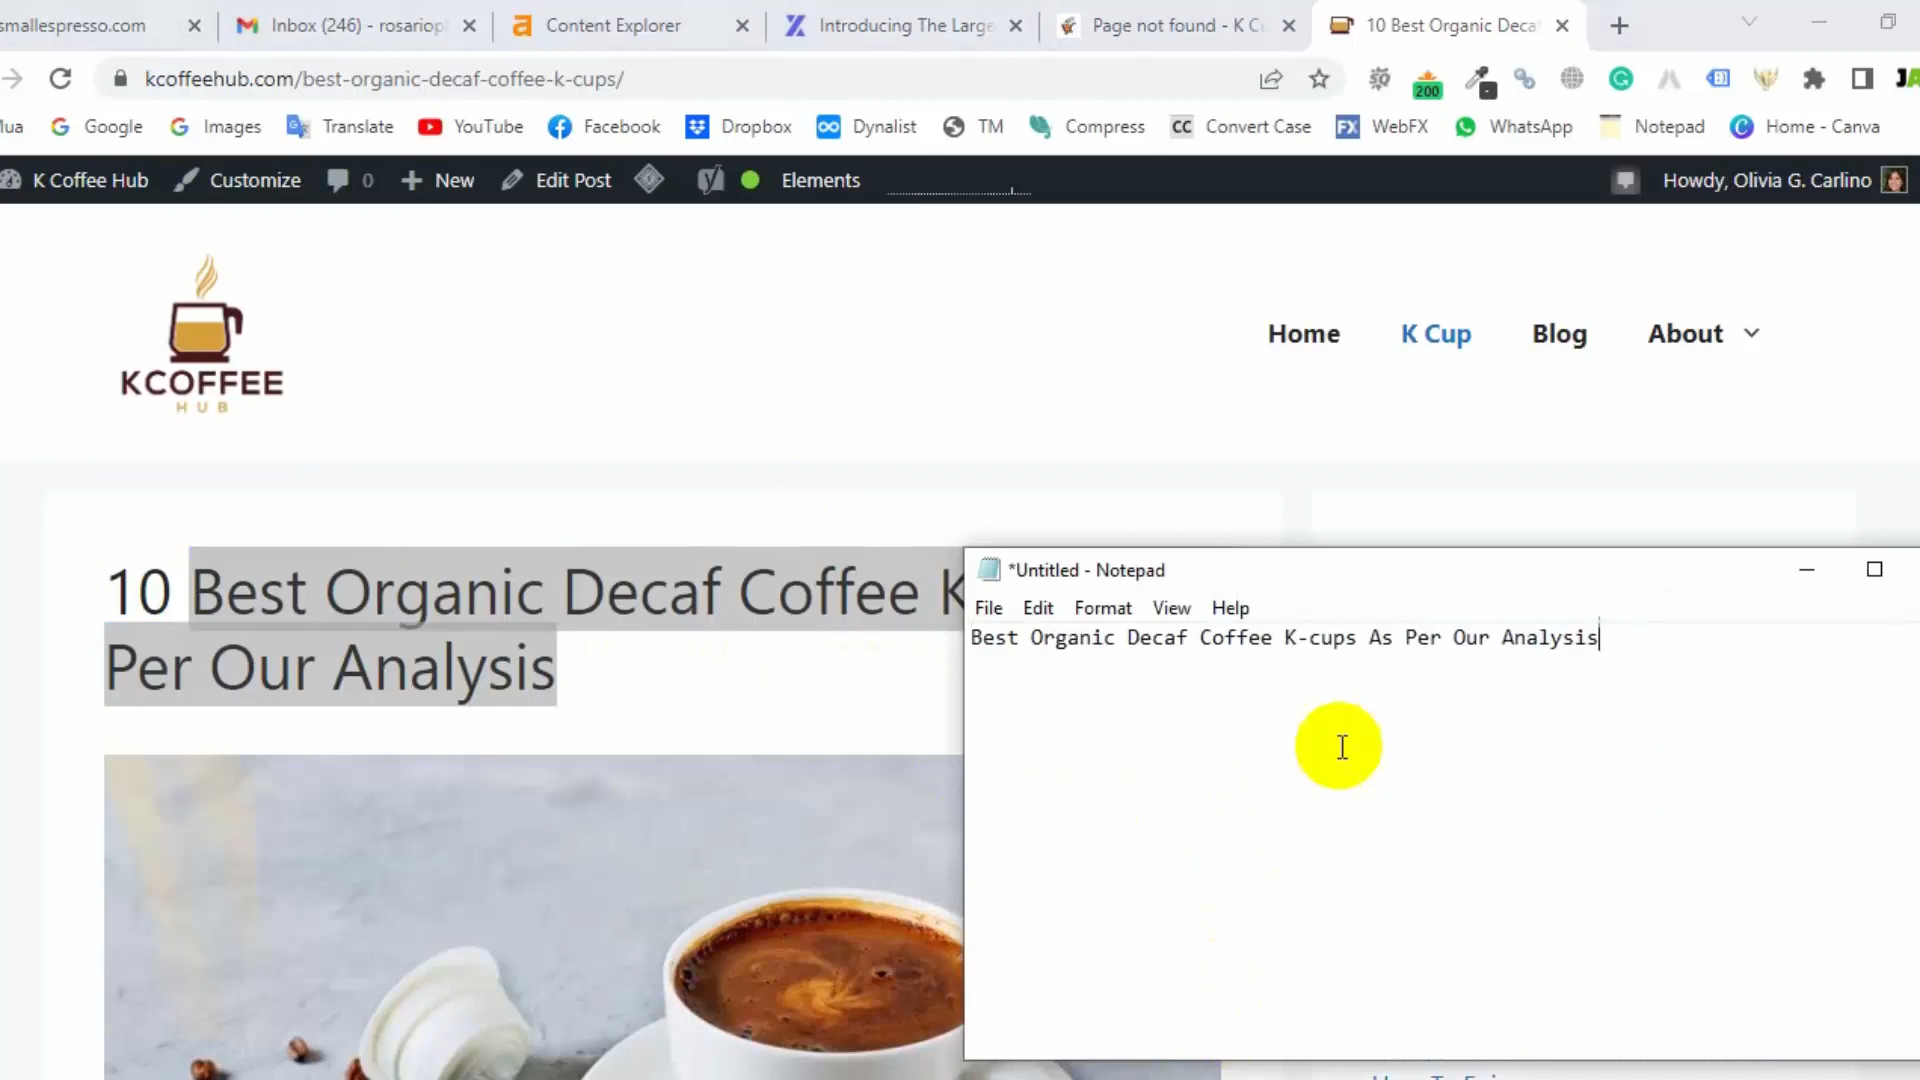 smallespresso.com
Inbox (246) - rosariopl
Content Explorer
Introducing The Large
Page not found - K Cu
10 Best Organic Decaf
kcoffeehub.com/best-organic-decaf-coffee-k-cups/
200
Google
Images
Translate
YouTube
Facebook
Dropbox
Dynalist
TM
Compress
CC
Convert Case
FX
WebFX
WhatsApp
Notepad
Home - Canva
K Coffee Hub
Customize
0
New
Edit Post
Elements
Howdy, Olivia G. Carlino
KCOFFEE
HUB
Home
K Cup
Blog
About
10 Best Organic Decaf Coffee K
Per Our Analysis
*Untitled - Notepad
File
Edit
Format
View
Help
Best Organic Decaf Coffee K-cups As Per Our Analysis